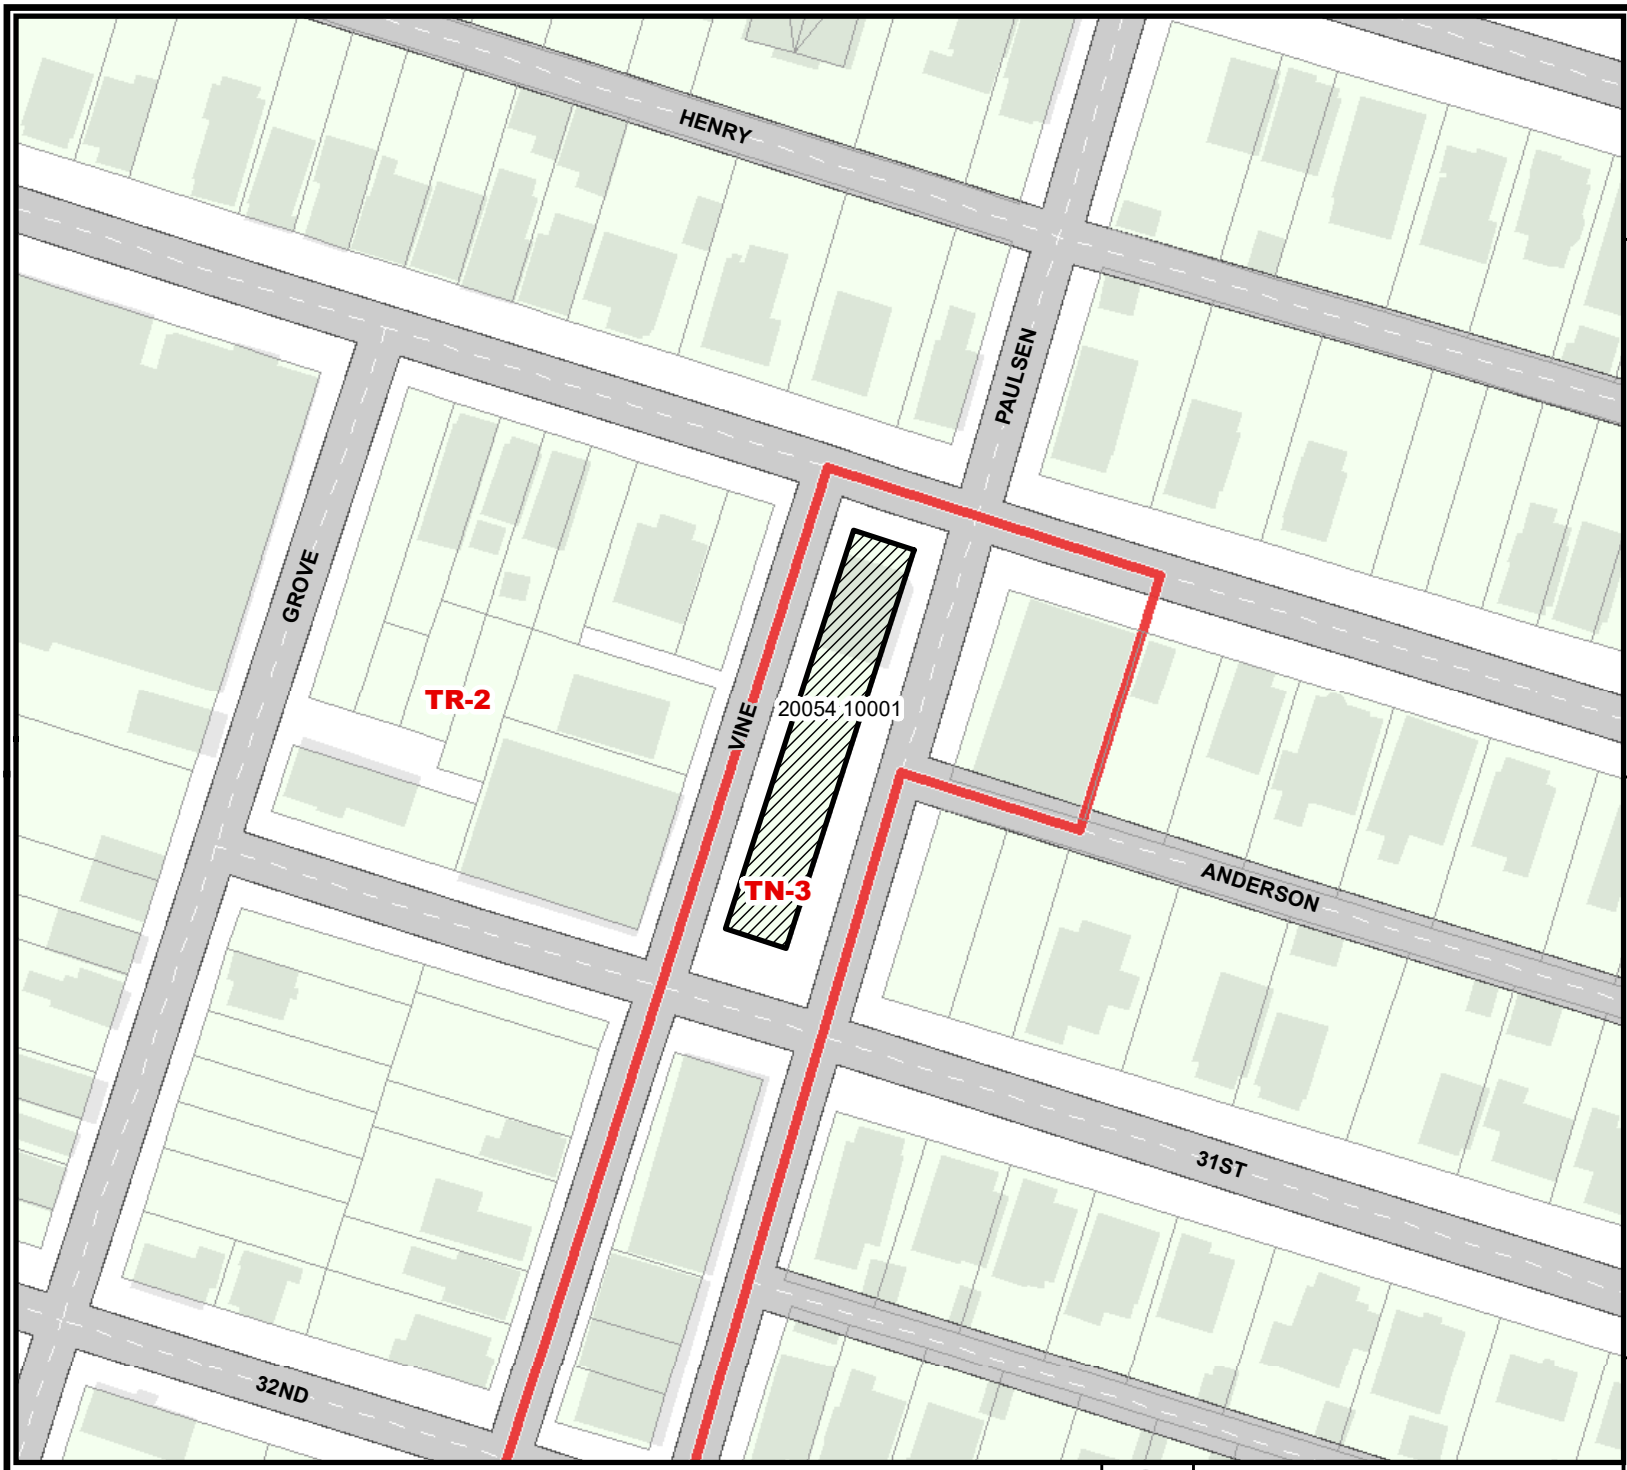 HENRY
PAULSEN
GROVE
TR-2
VINE
20054 10001
TN-3
ANDERSON
31ST
32ND